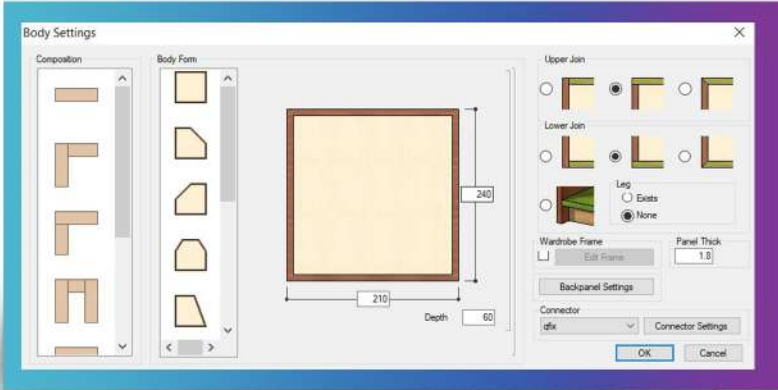 Body Settings
Composition
Body Form
Upper Join
Lower Join
240
Leg
Exists
None
Wardrobe Frame
Edit Frame
Panel Thick
1.8
Backpanel Settings
210
Depth
60
Connector
qfix
Connector Settings
OK
Cancel